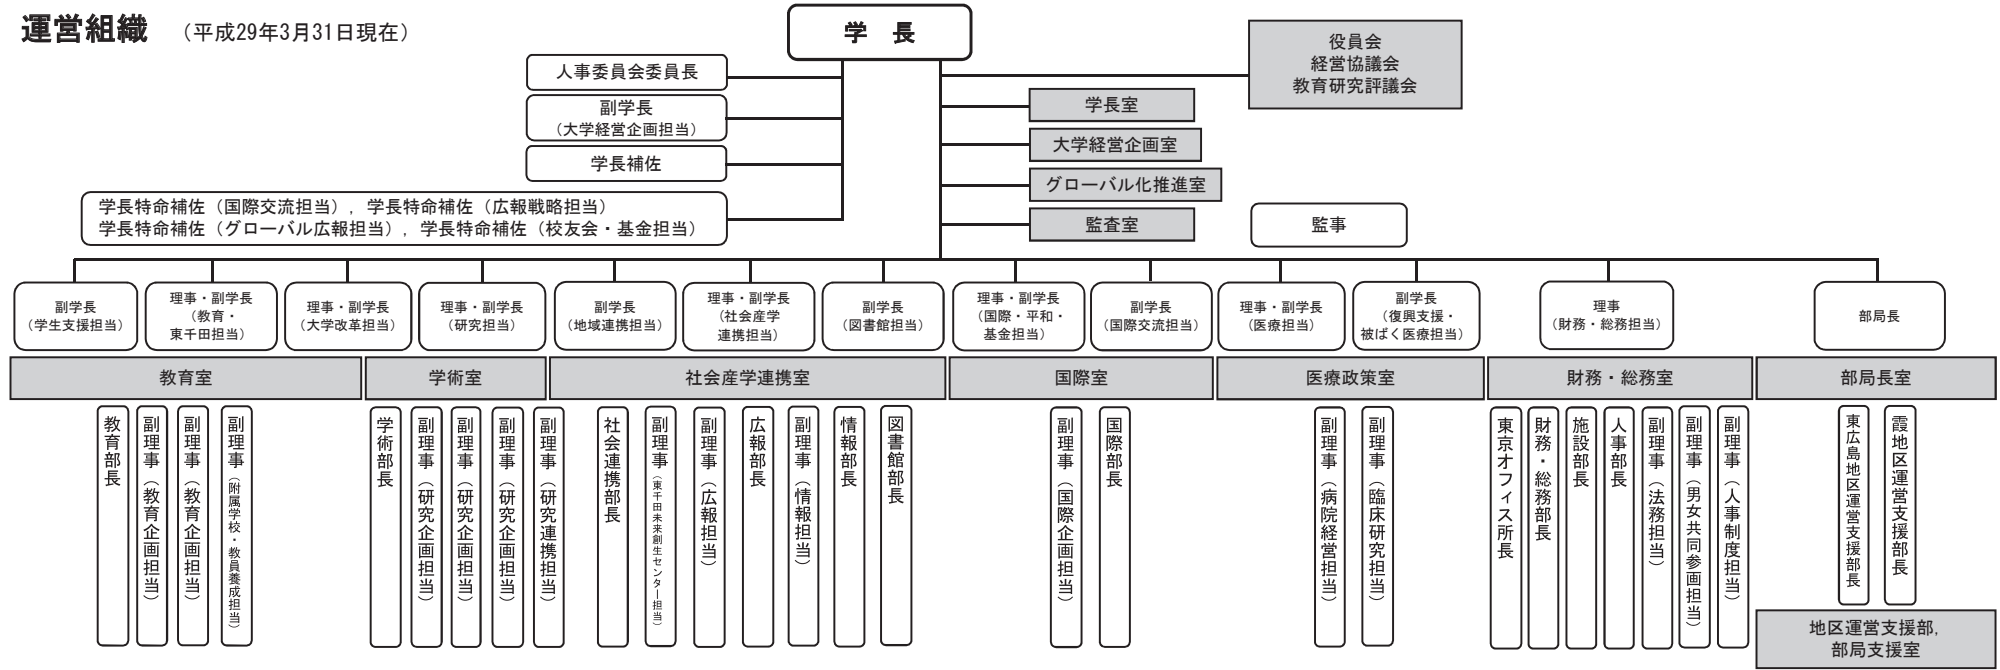 運営組織 （平成29年3月31日現在）
学　長
役員会
経営協議会
教育研究評議会
人事委員会委員長
副学長
（大学経営企画担当）
学長補佐
学長特命補佐（国際交流担当），学長特命補佐（広報戦略担当）
学長特命補佐（グローバル広報担当），学長特命補佐（校友会・基金担当）
学長室
大学経営企画室
グローバル化推進室
監査室
監事
副学長
（学生支援担当）
理事・副学長
（教育・
東千田担当）
理事・副学長
（大学改革担当）
理事・副学長
（研究担当）
副学長
（地域連携担当）
理事・副学長
（社会産学
連携担当）
副学長
（図書館担当）
理事・副学長
（国際・平和・
基金担当）
副学長
（国際交流担当）
理事・副学長
（医療担当）
副学長
（復興支援・
被ばく医療担当）
理事
（財務・総務担当）
部局長
教育室
学術室
社会産学連携室
国際室
医療政策室
財務・総務室
部局長室
教育部長
副理事（教育企画担当）
副理事（教育企画担当）
副理事（附属学校・教員養成担当）
学術部長
副理事（研究企画担当）
副理事（研究企画担当）
副理事（研究企画担当）
副理事（研究連携担当）
社会連携部長
副理事（東千田未来創生センター担当）
副理事（広報担当）
広報部長
副理事（情報担当）
情報部長
図書館部長
副理事（国際企画担当）
国際部長
副理事（病院経営担当）
副理事（臨床研究担当）
東京オフィス所長
財務・総務部長
施設部長
人事部長
副理事（法務担当）
副理事（男女共同参画担当）
副理事（人事制度担当）
東広島地区運営支援部長
霞地区運営支援部長
地区運営支援部，
部局支援室